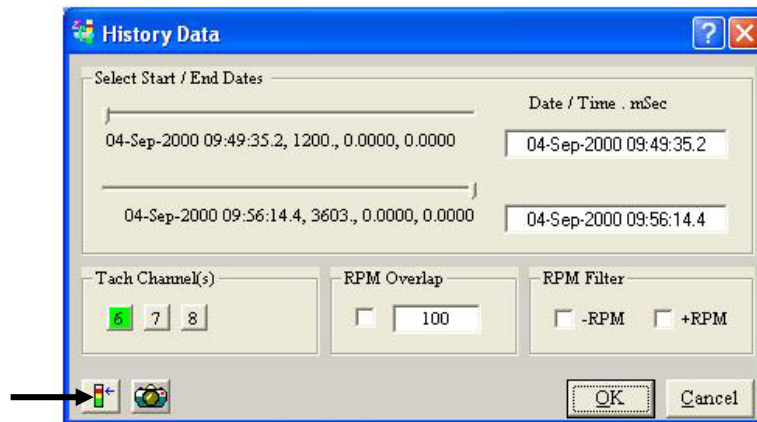 History Data
Select Start / End Dates
Date / Time . mSec
04-Sep-2000 09:49:35.2, 1200., 0.0000, 0.0000
04-Sep-2000 09:49:35.2
04-Sep-2000 09:56:14.4, 3603., 0.0000, 0.0000
04-Sep-2000 09:56:14.4
Tach Channel(s)
RPM Overlap
RPM Filter
6 7 8
100
-RPM
+RPM
OK
Cancel